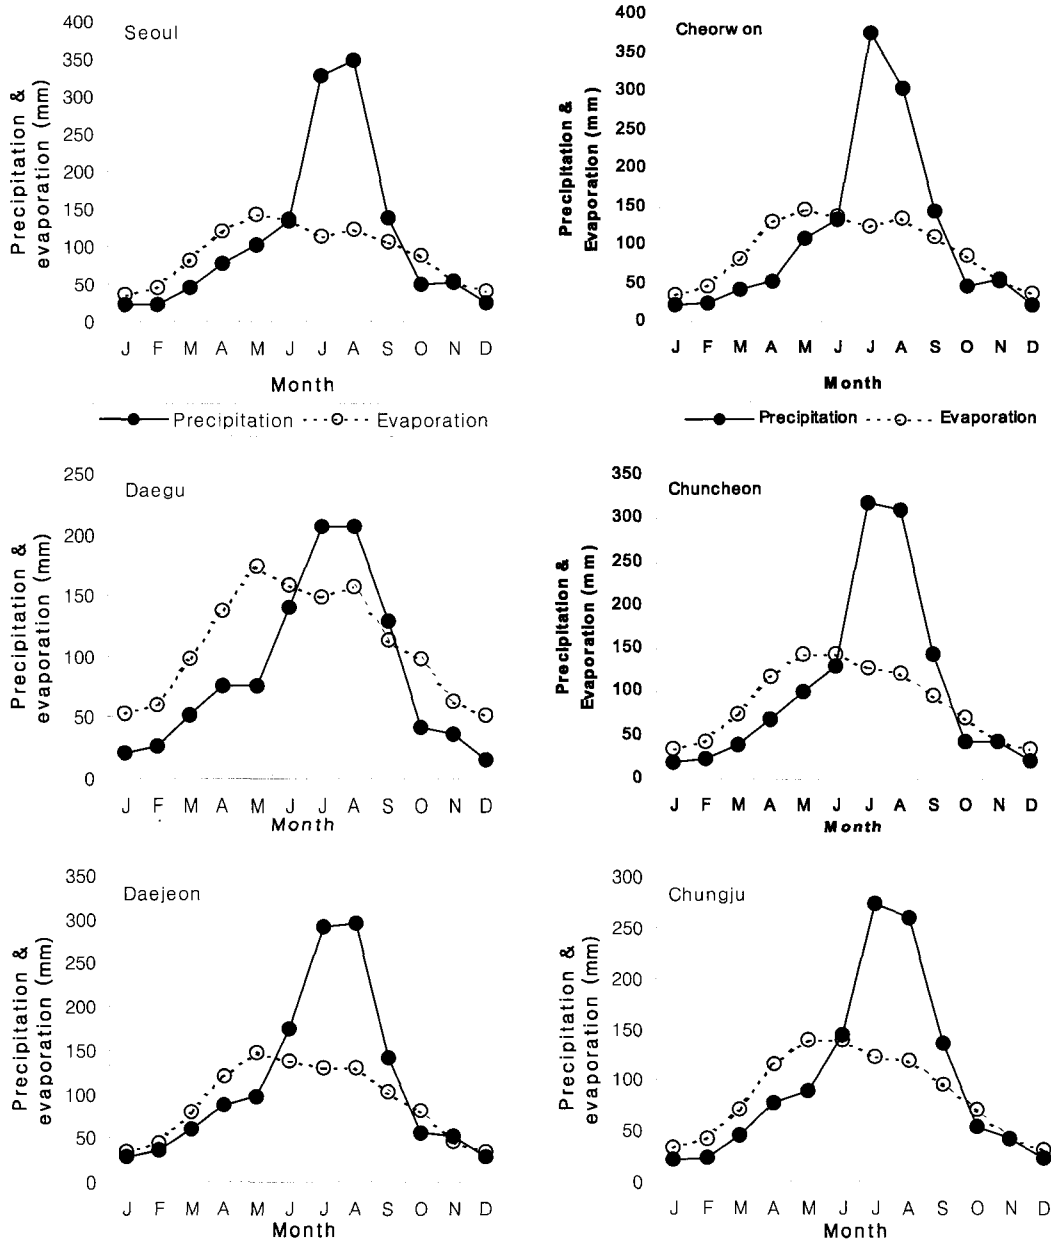 Seoul
Precipitation &
evaporation (mm)
400
350
300
250
200
150
100
50
0
J F M A M J J A S O N D
Month
Precipitation Evaporation
Cheorwon
Precipitation &
Evaporation (mm)
400
350
300
250
200
150
100
50
0
J F M A M J J A S O N D
Month
Precipitation Evaporation
Daegu
Precipitation &
evaporation (mm)
250
200
150
100
50
0
J F M A M J J A S O N D
Month
Chuncheon
Precipitation &
Evaporation (mm)
350
300
250
200
150
100
50
0
J F M A M J J A S O N D
Month
Daejeon
Precipitation &
evaporation (mm)
350
300
250
200
150
100
50
0
J F M A M J J A S O N D
Month
Chungju
Precipitation &
evaporation (mm)
300
250
200
150
100
50
0
J F M A M J J A S O N D
Month